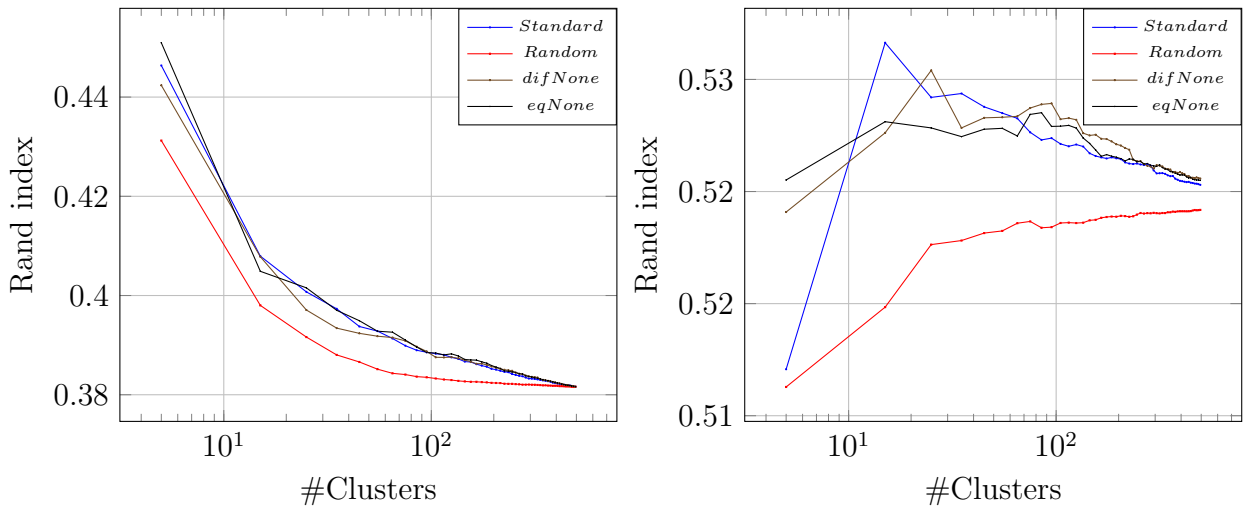 Standard
Random
difNone
eqNone
0.44
0.42
0.4
0.38
Rand index
10^1
10^2
#Clusters
Standard
Random
difNone
eqNone
0.53
0.52
0.52
0.51
Rand index
10^1
10^2
#Clusters